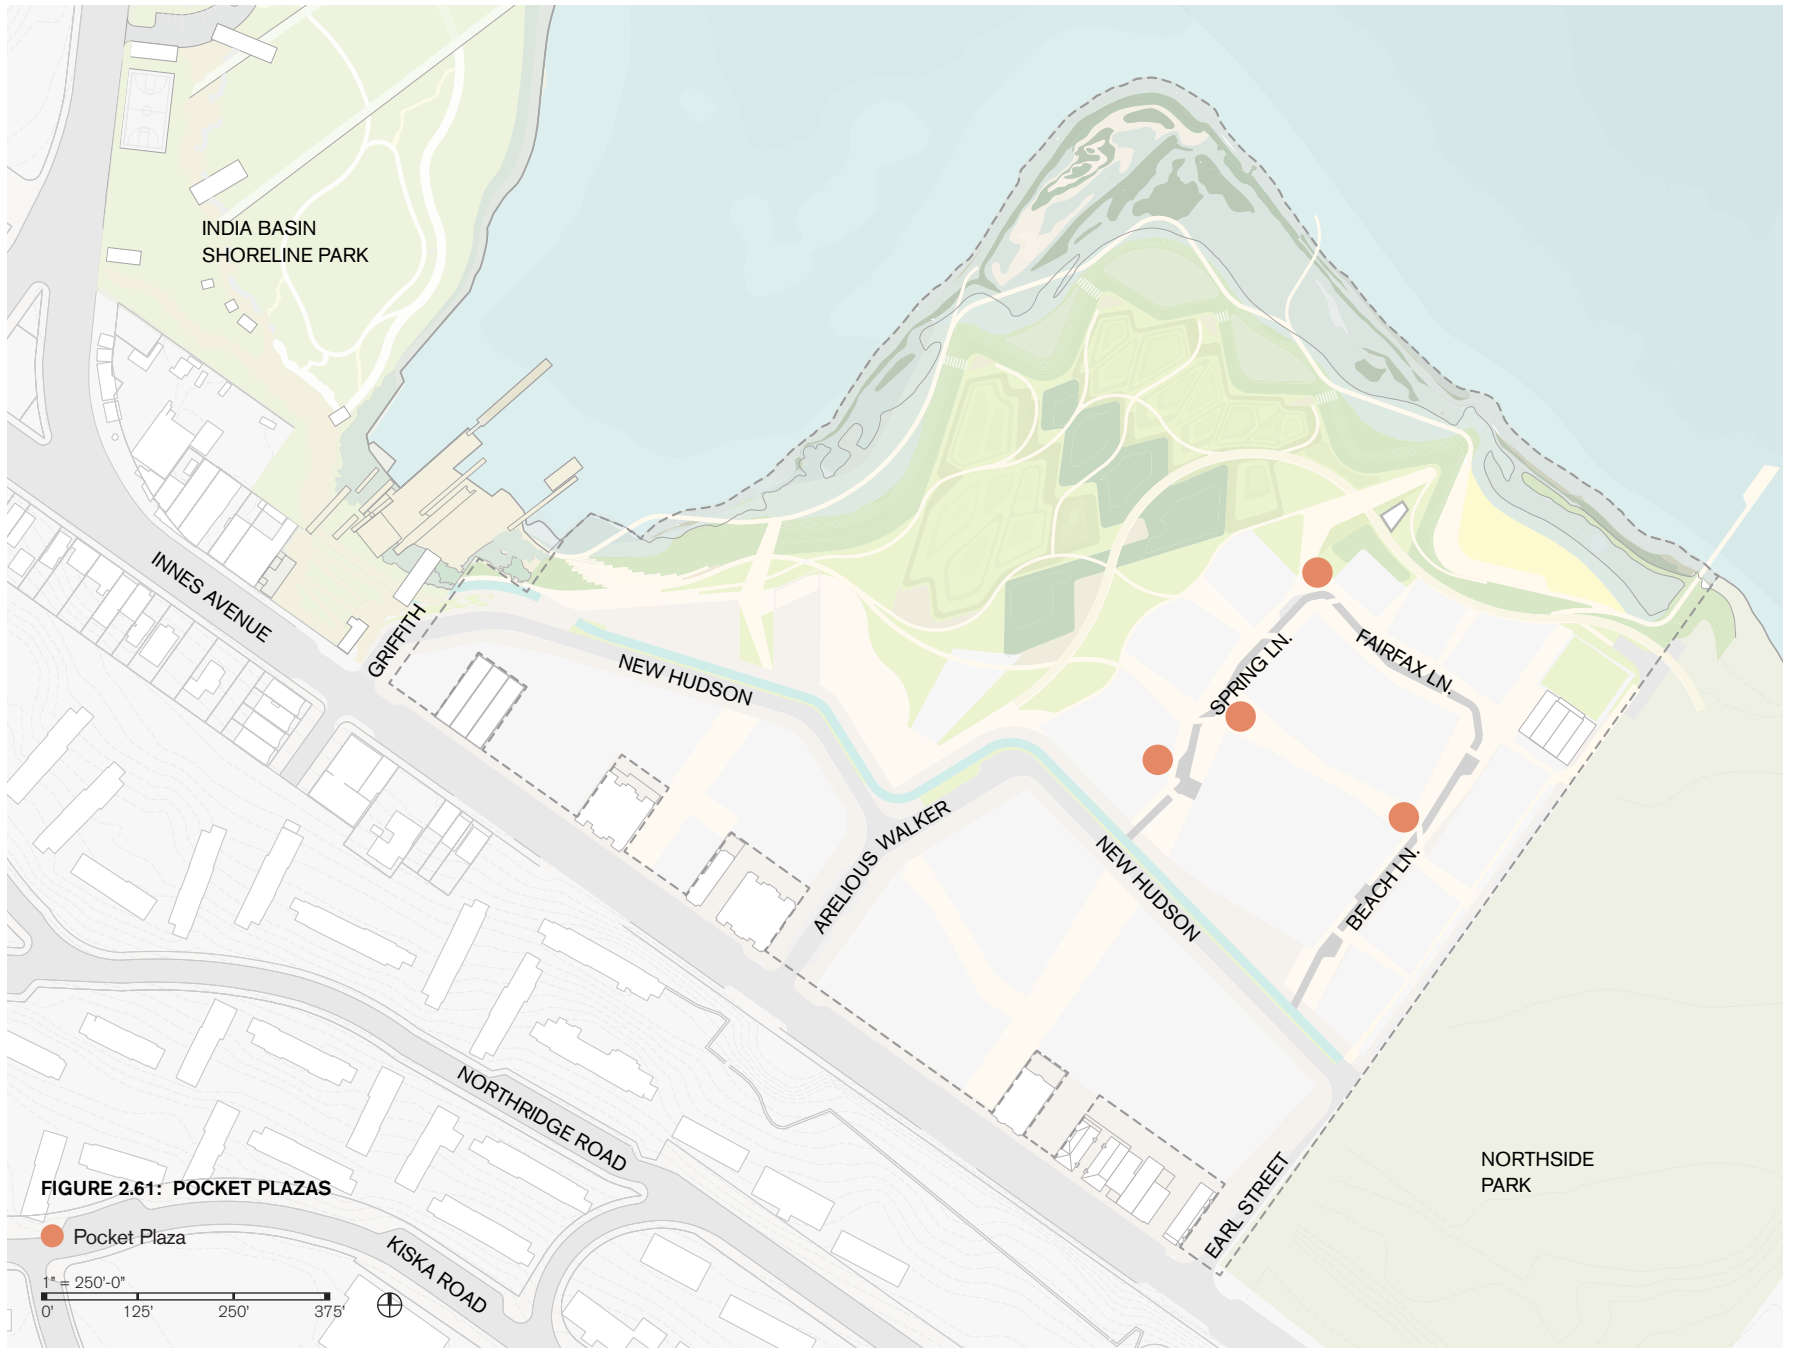 INDIA BASIN
SHORELINE PARK
INNES AVENUE
GRIFFITH
NEW HUDSON
SPRING LN.
FAIRFAX LN.
ARELIOUS WALKER
NEW HUDSON
BEACH LN.
NORTHRIDGE ROAD
EARL STREET
NORTHSIDE
PARK
KISKA ROAD
FIGURE 2.61: POCKET PLAZAS
Pocket Plaza
1" = 250'-0"
0' 125' 250' 375'